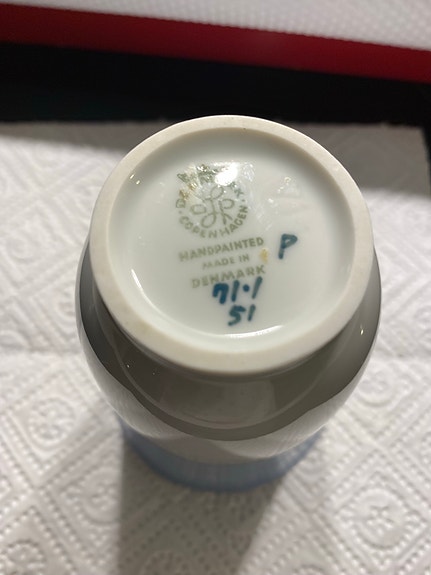 COPENHAGEN
HANDPAINTED
MADE IN
DENMARK
P
71·1
51